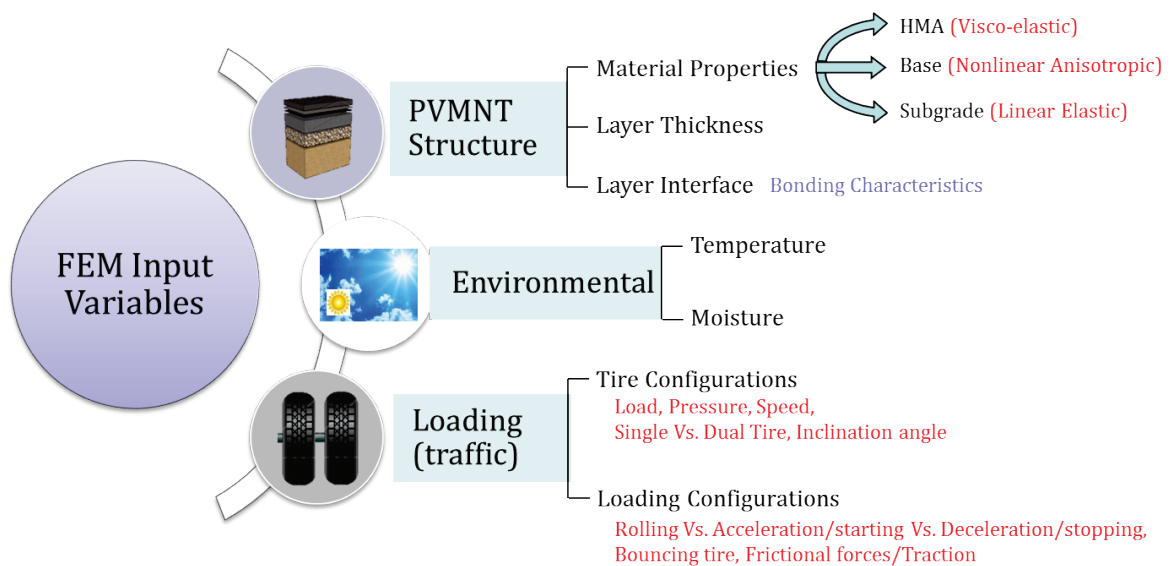 FEM Input
Variables
PVMNT
Structure
Material Properties
HMA (Visco-elastic)
Base (Nonlinear Anisotropic)
Subgrade (Linear Elastic)
Layer Thickness
Layer Interface Bonding Characteristics
Environmental
Temperature
Moisture
Loading
(traffic)
Tire Configurations
Load, Pressure, Speed,
Single Vs. Dual Tire, Inclination angle
Loading Configurations
Rolling Vs. Acceleration/starting Vs. Deceleration/stopping,
Bouncing tire, Frictional forces/Traction